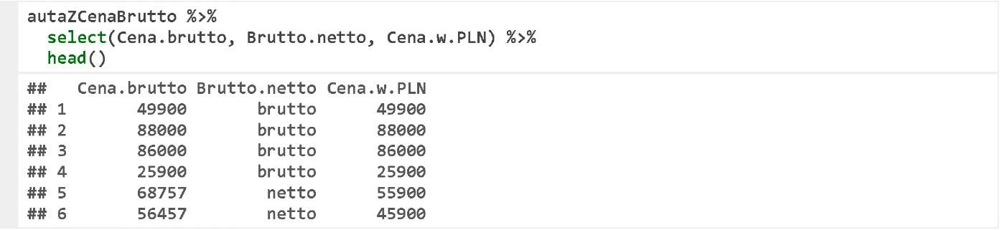 autaZCenaBrutto %>%
  select(Cena.brutto, Brutto.netto, Cena.w.PLN) %>%
  head()
##   Cena.brutto Brutto.netto Cena.w.PLN
## 1       49900       brutto      49900
## 2       88000       brutto      88000
## 3       86000       brutto      86000
## 4       25900       brutto      25900
## 5       68757        netto      55900
## 6       56457        netto      45900